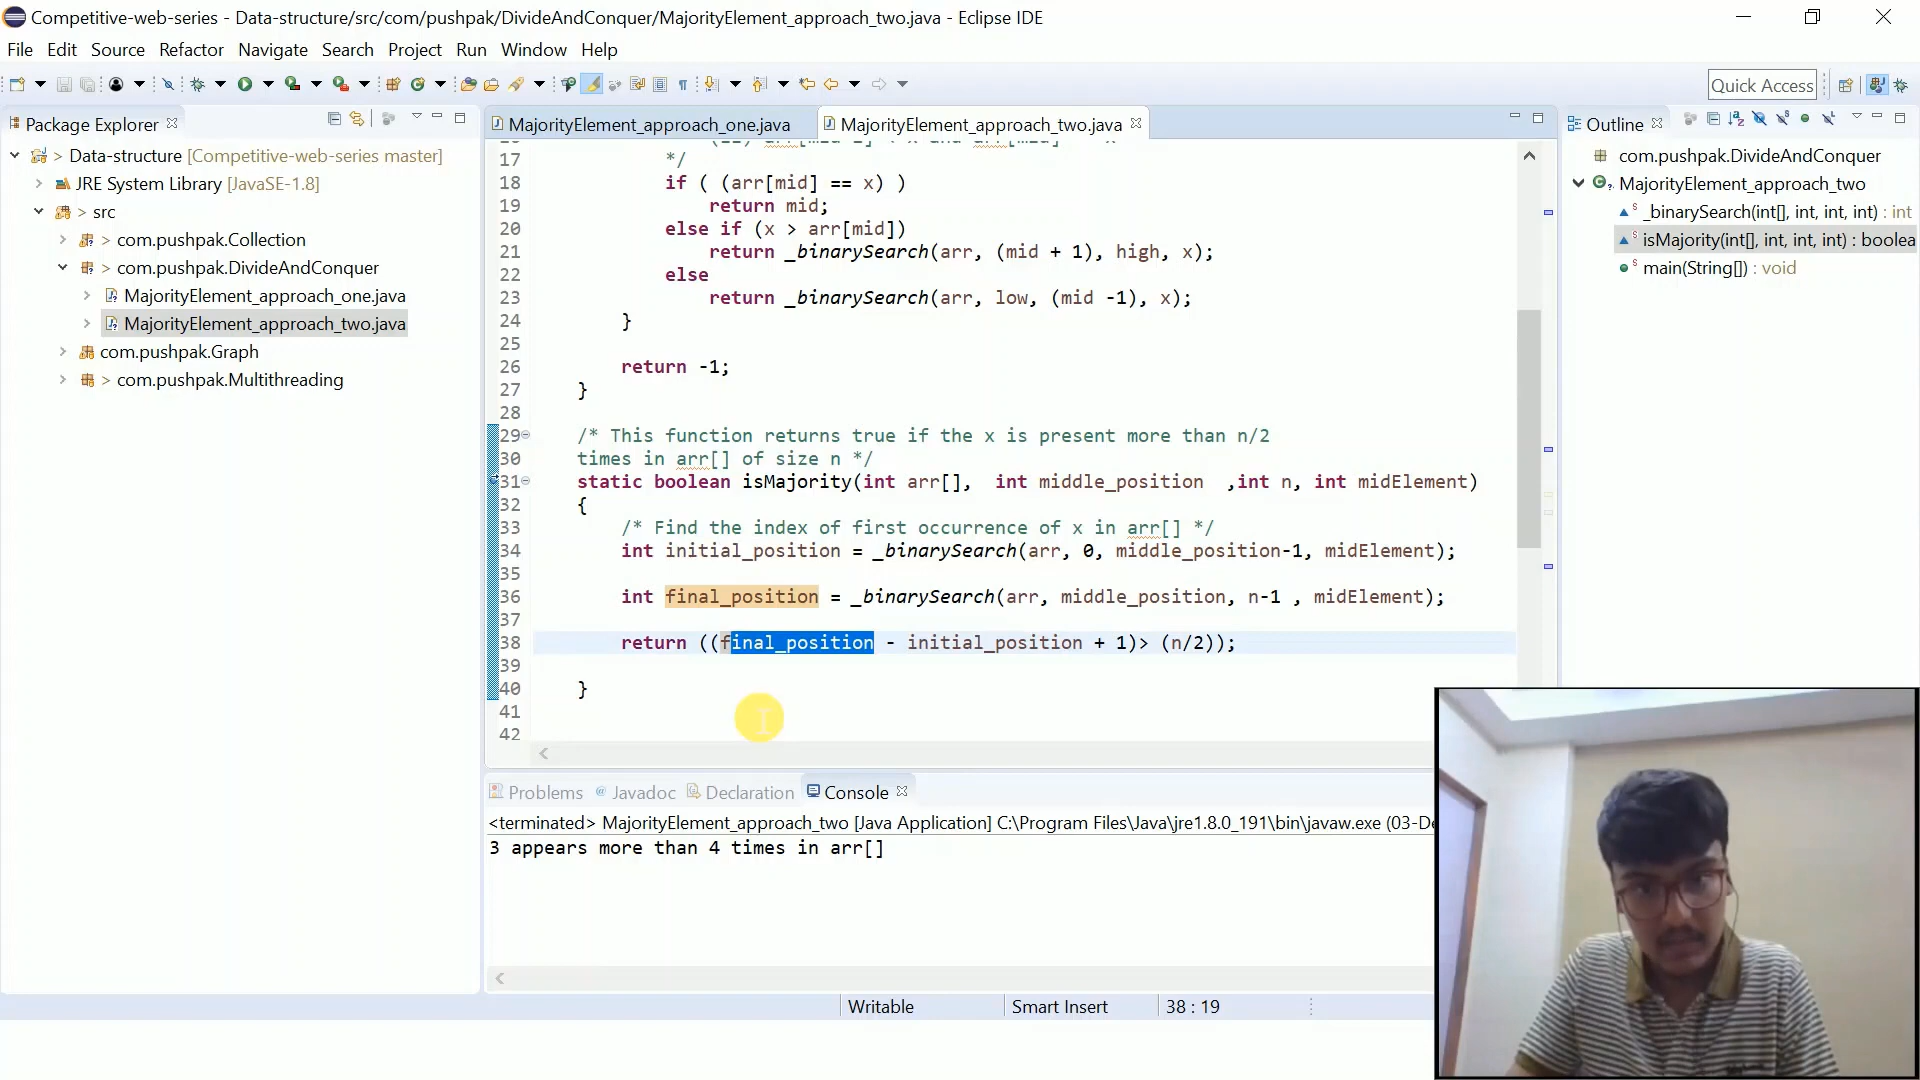 Competitive-web-series - Data-structure/src/com/pushpak/DivideAndConquer/MajorityElement_approach_two.java - Eclipse IDE
File Edit Source Refactor Navigate Search Project Run Window Help
Quick Access
Package Explorer
> Data-structure [Competitive-web-series master]
JRE System Library [JavaSE-1.8]
> src
> com.pushpak.Collection
> com.pushpak.DivideAndConquer
MajorityElement_approach_one.java
MajorityElement_approach_two.java
com.pushpak.Graph
> com.pushpak.Multithreading
MajorityElement_approach_one.java MajorityElement_approach_two.java
17 */
18 if ( (arr[mid] == x) )
19 return mid;
20 else if (x > arr[mid])
21 return _binarySearch(arr, (mid + 1), high, x);
22 else
23 return _binarySearch(arr, low, (mid -1), x);
24 }
25
26 return -1;
27 }
28
29 /* This function returns true if the x is present more than n/2
30 times in arr[] of size n */
31 static boolean isMajority(int arr[], int middle_position ,int n, int midElement)
32 {
33 /* Find the index of first occurrence of x in arr[] */
34 int initial_position = _binarySearch(arr, 0, middle_position-1, midElement);
35
36 int final_position = _binarySearch(arr, middle_position, n-1 , midElement);
37
38 return ((final_position - initial_position + 1)> (n/2));
39
40 }
41
42
Outline
com.pushpak.DivideAndConquer
MajorityElement_approach_two
_binarySearch(int[], int, int, int) : int
isMajority(int[], int, int, int) : boolea
main(String[]) : void
Problems @ Javadoc Declaration Console
<terminated> MajorityElement_approach_two [Java Application] C:\Program Files\Java\jre1.8.0_191\bin\javaw.exe (03-De
3 appears more than 4 times in arr[]
Writable Smart Insert 38 : 19